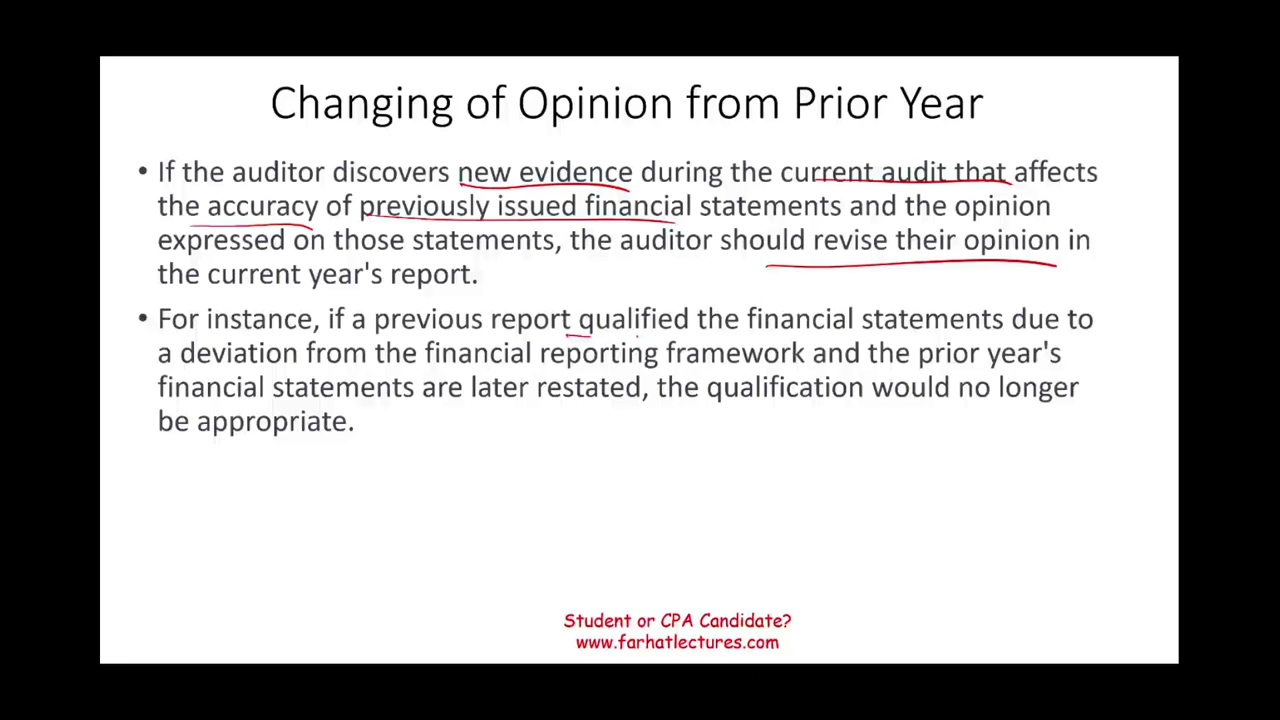 Changing of Opinion from Prior Year
• If the auditor discovers new evidence during the current audit that affects
the accuracy of previously issued financial statements and the opinion
expressed on those statements, the auditor should revise their opinion in
the current year's report.
• For instance, if a previous report qualified the financial statements due to
a deviation from the financial reporting framework and the prior year's
financial statements are later restated, the qualification would no longer
be appropriate.
Student or CPA Candidate?
www.farhatlectures.com